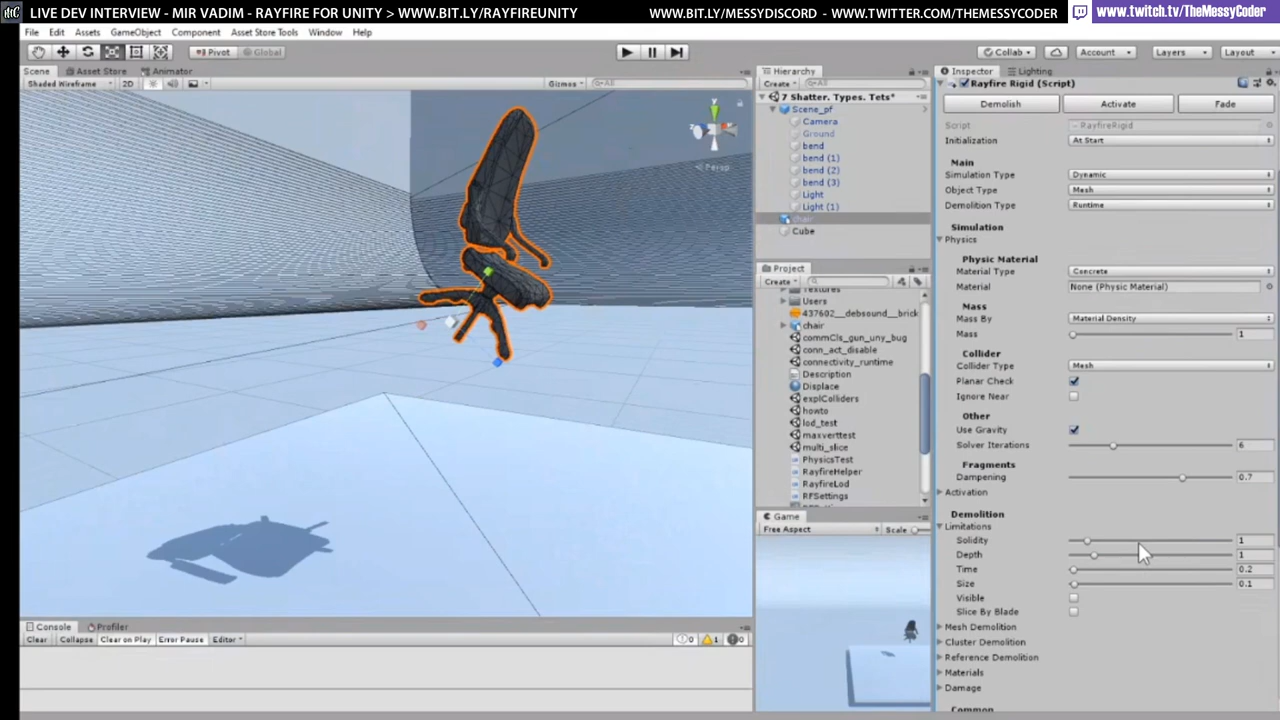 LIVE DEV INTERVIEW - MIR VADIM - RAYFIRE FOR UNITY > WWW.BIT.LY/RAYFIREUNITY
WWW.BIT.LY/MESSYDISCORD - WWW.TWITTER.COM/THEMESSYCODER
www.twitch.tv/TheMessyCoder
File Edit Assets GameObject Component Asset Store Tools Window Help
Pivot Global
Collab Account Layers Layout
Scene Asset Store Animator
Shaded Wireframe 2D Gizmos All
y
Persp
Console Profiler
Clear Collapse Clear on Play Error Pause Editor 0 1 0
Hierarchy
Create All
7 Shatter. Types. Tets*
Scene_pf
Camera
Ground
bend
bend (1)
bend (2)
bend (3)
Light
Light (1)
chair
Cube
Project
Create
Textures
Users
437602__debsound__brick
chair
commCls_gun_uny_bug
conn_act_disable
connectivity_runtime
Description
Displace
explColliders
howto
lod_test
maxverttest
multi_slice
PhysicsTest
RayfireHelper
RayfireLod
RFSettings
Game
Free Aspect Scale
Inspector Lighting
Rayfire Rigid (Script)
Demolish Activate Fade
Script RayfireRigid
Initialization At Start
Main
Simulation Type Dynamic
Object Type Mesh
Demolition Type Runtime
Simulation
Physics
Physic Material
Material Type Concrete
Material None (Physic Material)
Mass
Mass By Material Density
Mass 1
Collider
Collider Type Mesh
Planar Check
Ignore Near
Other
Use Gravity
Solver Iterations 6
Fragments
Dampening 0.7
Activation
Demolition
Limitations
Solidity 1
Depth 1
Time 0.2
Size 0.1
Visible
Slice By Blade
Mesh Demolition
Cluster Demolition
Reference Demolition
Materials
Damage
Common